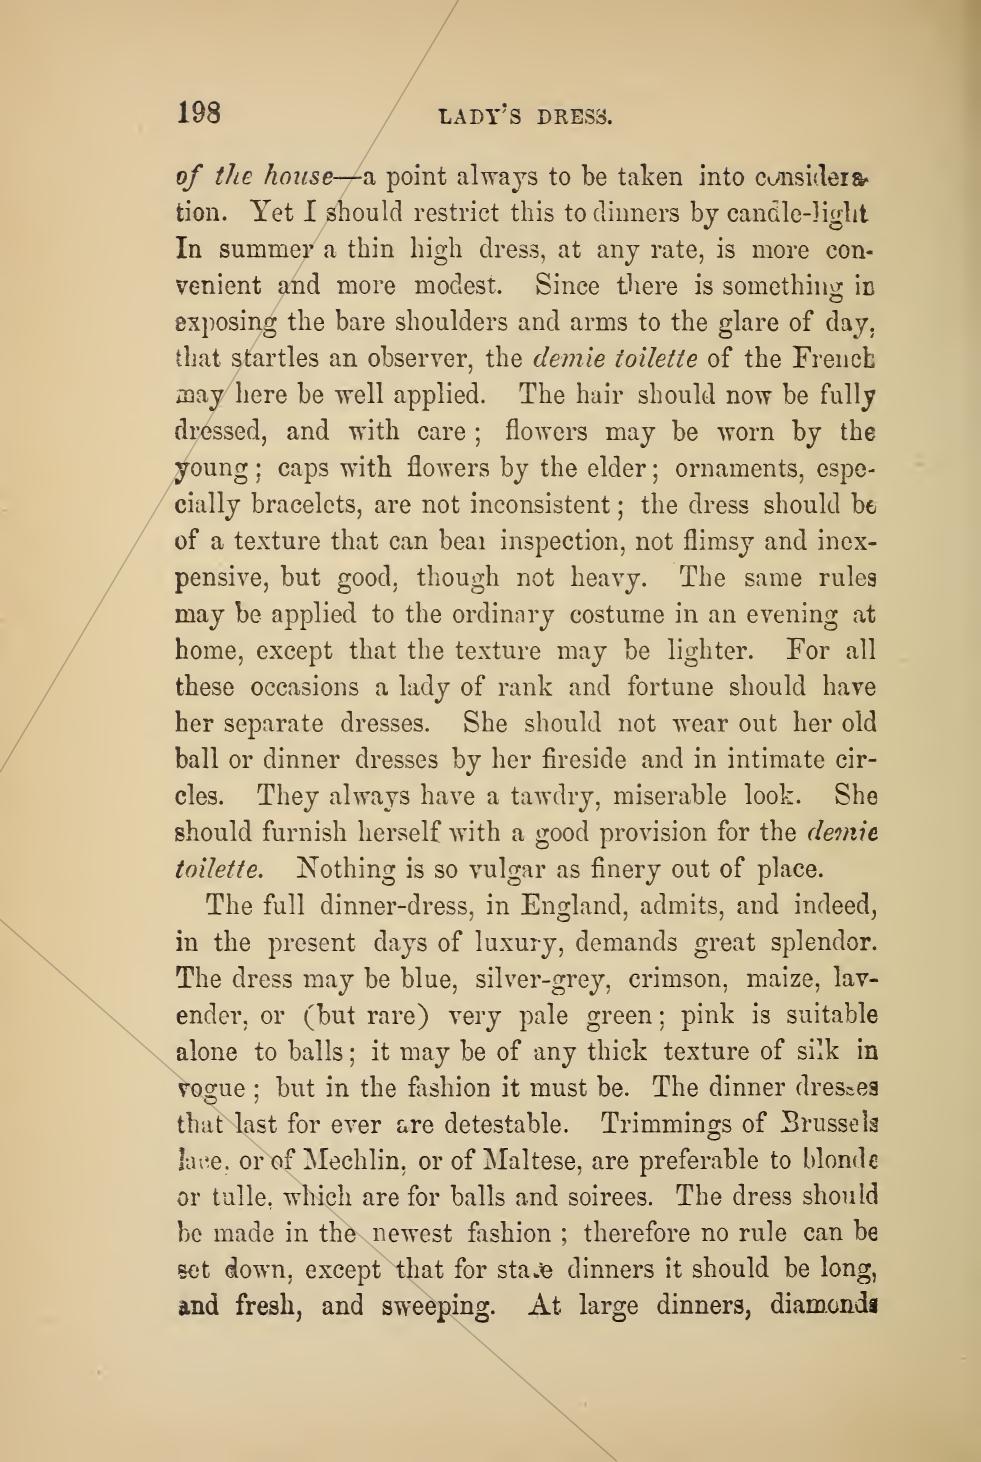 198
LADY'S DRESS.
of the house—a point always to be taken into considera-
tion. Yet I should restrict this to dinners by candle-light
In summer a thin high dress, at any rate, is more con-
venient and more modest. Since there is something in
exposing the bare shoulders and arms to the glare of day,
that startles an observer, the demie toilette of the French
may here be well applied. The hair should now be fully
dressed, and with care; flowers may be worn by the
young; caps with flowers by the elder; ornaments, espe-
cially bracelets, are not inconsistent; the dress should be
of a texture that can bear inspection, not flimsy and inex-
pensive, but good, though not heavy. The same rules
may be applied to the ordinary costume in an evening at
home, except that the texture may be lighter. For all
these occasions a lady of rank and fortune should have
her separate dresses. She should not wear out her old
ball or dinner dresses by her fireside and in intimate cir-
cles. They always have a tawdry, miserable look. She
should furnish herself with a good provision for the demie
toilette. Nothing is so vulgar as finery out of place.
The full dinner-dress, in England, admits, and indeed,
in the present days of luxury, demands great splendor.
The dress may be blue, silver-grey, crimson, maize, lav-
ender, or (but rare) very pale green; pink is suitable
alone to balls; it may be of any thick texture of silk in
vogue; but in the fashion it must be. The dinner dresses
that last for ever are detestable. Trimmings of Brussels
lace, or of Mechlin, or of Maltese, are preferable to blonde
or tulle, which are for balls and soirees. The dress should
be made in the newest fashion; therefore no rule can be
set down, except that for state dinners it should be long,
and fresh, and sweeping. At large dinners, diamonds